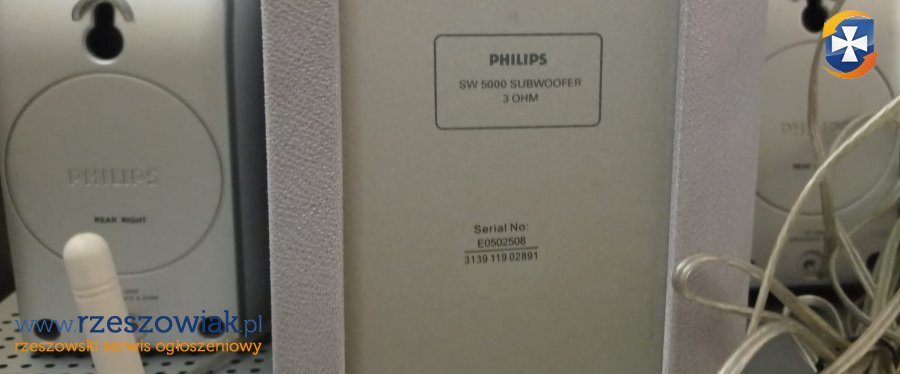 PHILIPS
SW 5000 SUBWOOFER
3 OHM
Serial No:
E0502508
3139 119 02891
PHILIPS
REAR RIGHT
OHM
www.rzeszowiak.pl
rzeszowski serwis ogłoszeniowy